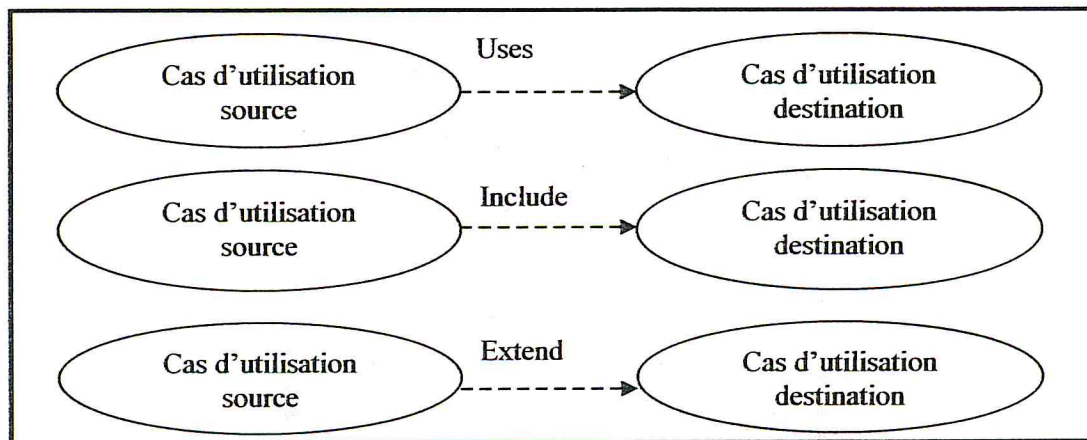 Uses
Cas d'utilisation
source
Cas d'utilisation
destination
Include
Cas d'utilisation
source
Cas d'utilisation
destination
Extend
Cas d'utilisation
source
Cas d'utilisation
destination